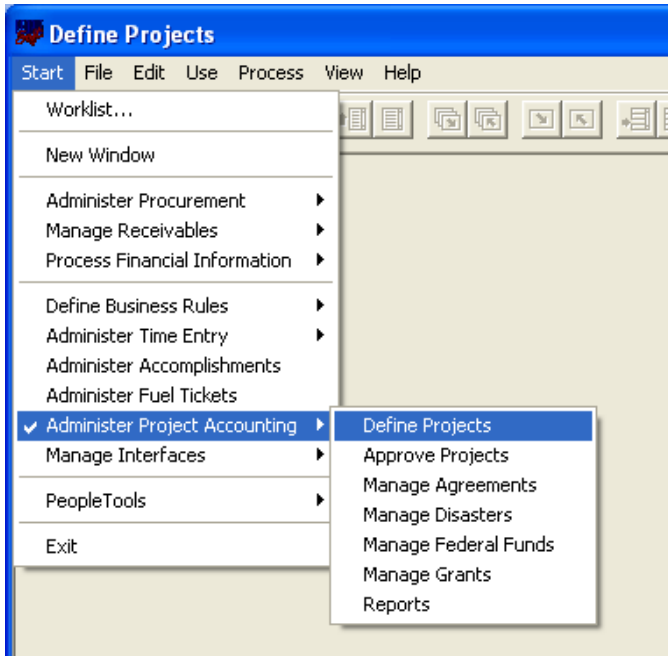 Define Projects
Start File Edit Use Process View Help
Worklist...
New Window
Administer Procurement
Manage Receivables
Process Financial Information
Define Business Rules
Administer Time Entry
Administer Accomplishments
Administer Fuel Tickets
Administer Project Accounting
Manage Interfaces
PeopleTools
Exit
Define Projects
Approve Projects
Manage Agreements
Manage Disasters
Manage Federal Funds
Manage Grants
Reports